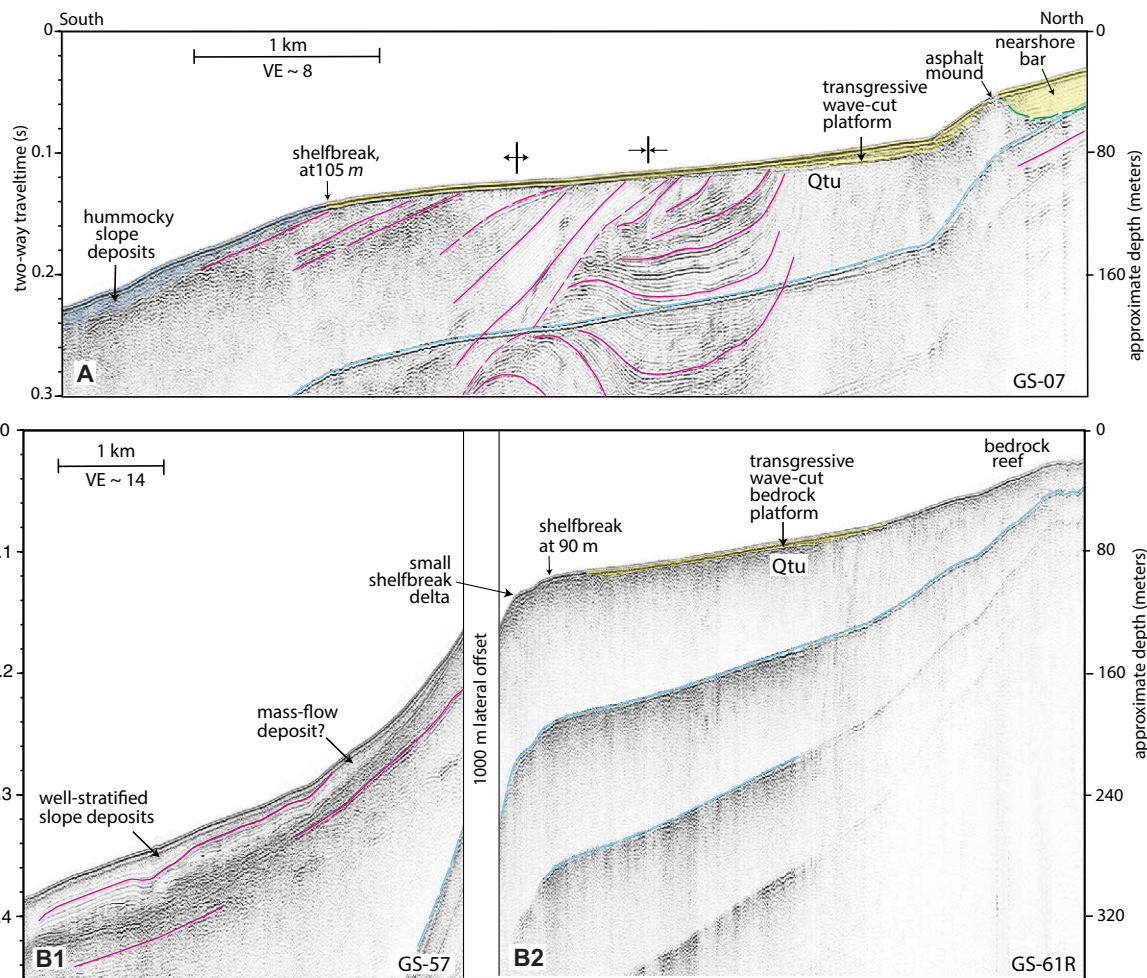 South
North
0
0
1 km
VE ~ 8
nearshore
bar
asphalt
mound
transgressive
wave-cut
platform
two-way traveltime (s)
0.1
80
shelfbreak,
at105 m
Qtu
hummocky
slope
deposits
0.2
160
approximate depth (meters)
A
0.3
GS-07
0
0
1 km
VE ~ 14
bedrock
reef
transgressive
wave-cut
bedrock
platform
shelfbreak
at 90 m
.1
80
small
shelfbreak
delta
Qtu
1000 m lateral offset
.2
160
approximate depth (meters)
mass-flow
deposit?
.3
240
well-stratified
slope deposits
.4
320
B1
GS-57
B2
GS-61R